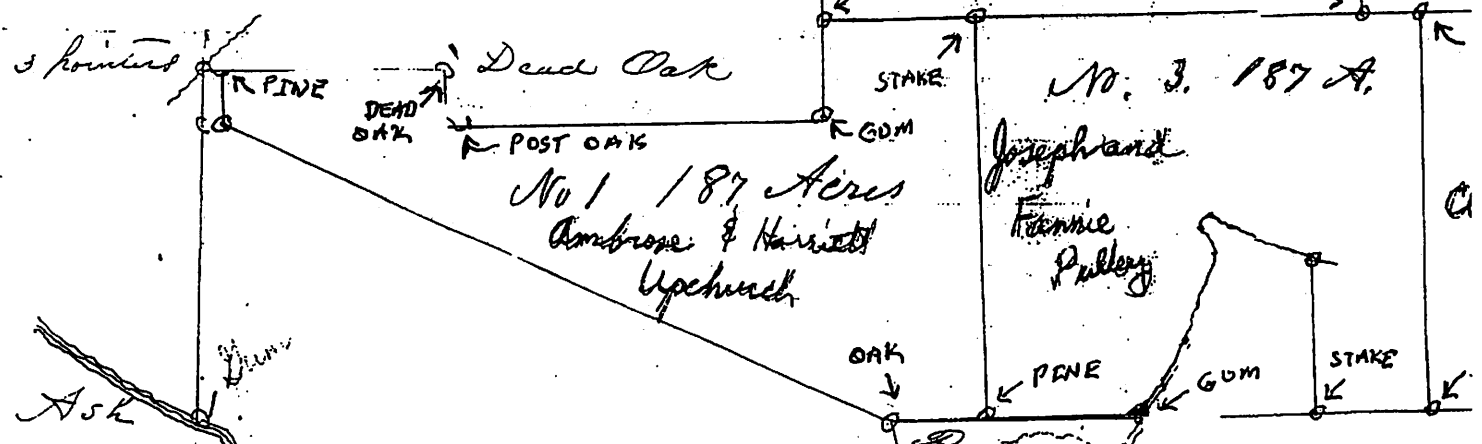 3 pointers
PINE
DEAD
OAK
Dead Oak
POST OAK
GUM
STAKE
No. 3. 187 A.
Joseph and
Fannie
Pulley
No 1 187 Acres
Ambrose & Harriett
Upchurch
OAK
PINE
GUM
STAKE
Ash